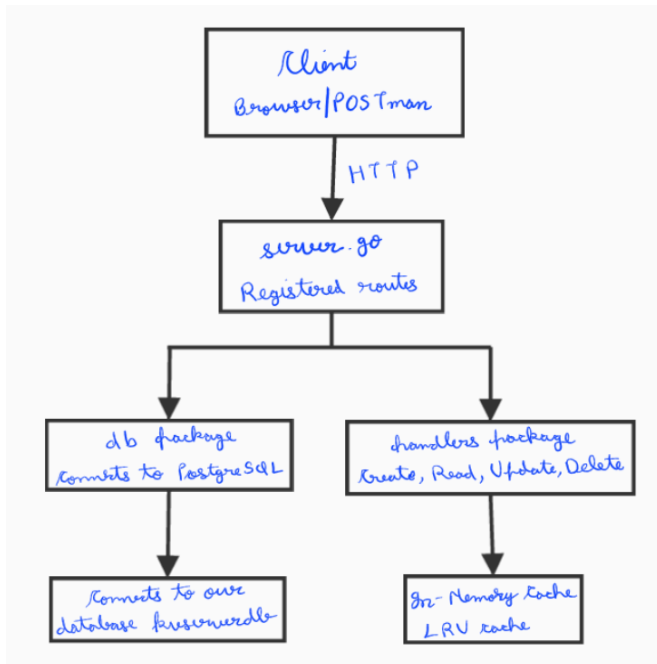 Client
Browser/POSTman
HTTP
server.go
Registered routes
db package
connects to PostgreSQL
handlers package
Create, Read, Update, Delete
Connects to our
database kvserverdb
In-Memory Cache
LRU cache